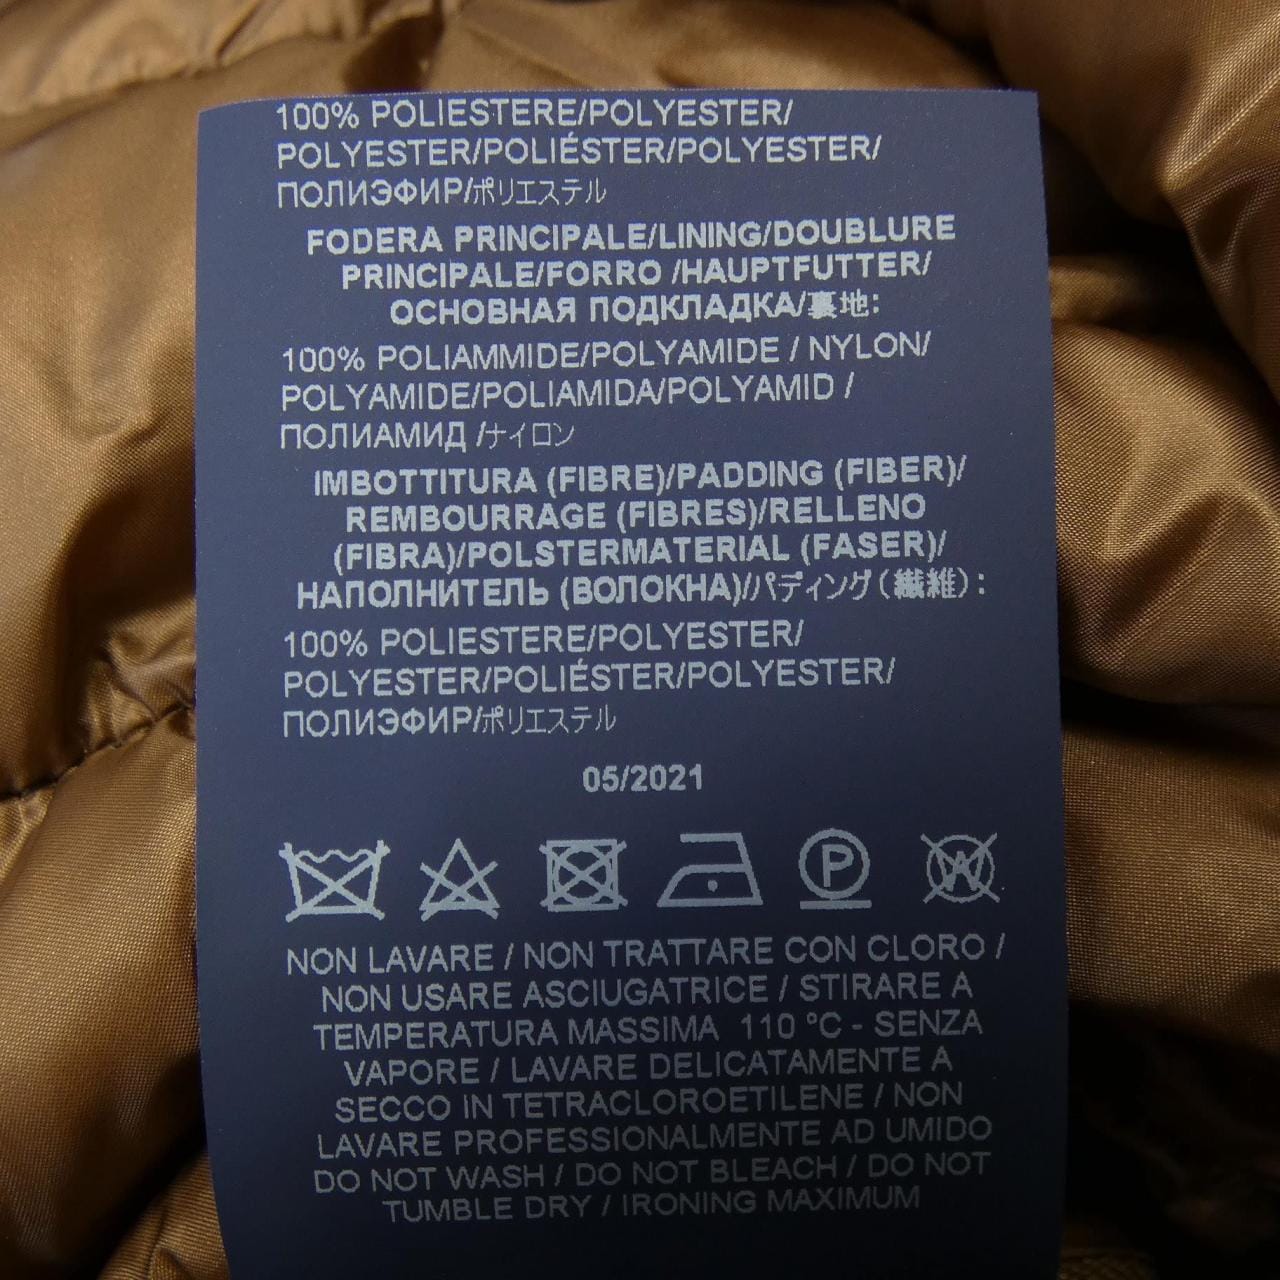 100% POLIESTERE/POLYESTER/
POLYESTER/POLIÉSTER/POLYESTER/
ПОЛИЭФИР/ポリエステル
FODERA PRINCIPALE/LINING/DOUBLURE
PRINCIPALE/FORRO /HAUPTFUTTER/
ОСНОВНАЯ ПОДКЛАДКА/裏地:
100% POLIAMMIDE/POLYAMIDE / NYLON/
POLYAMIDE/POLIAMIDA/POLYAMID /
ПОЛИАМИД /ナイロン
IMBOTTITURA (FIBRE)/PADDING (FIBER)/
REMBOURRAGE (FIBRES)/RELLENO
(FIBRA)/POLSTERMATERIAL (FASER)/
НАПОЛНИТЕЛЬ (ВОЛОКНА)/パディング(繊維):
100% POLIESTERE/POLYESTER/
POLYESTER/POLIÉSTER/POLYESTER/
ПОЛИЭФИР/ポリエステル
05/2021
P W
NON LAVARE / NON TRATTARE CON CLORO /
NON USARE ASCIUGATRICE / STIRARE A
TEMPERATURA MASSIMA 110 °C - SENZA
VAPORE / LAVARE DELICATAMENTE A
SECCO IN TETRACLOROETILENE / NON
LAVARE PROFESSIONALMENTE AD UMIDO
DO NOT WASH / DO NOT BLEACH / DO NOT
TUMBLE DRY / IRONING MAXIMUM